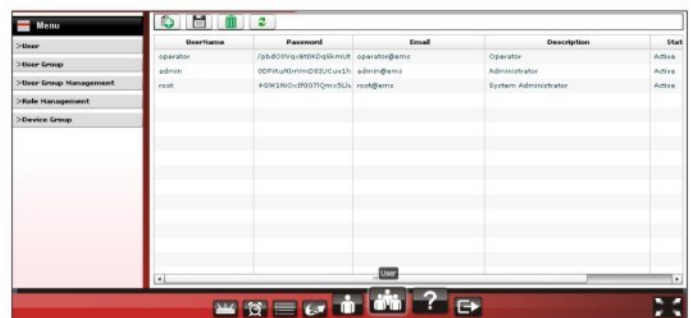 Menu
>User
>User Group
>User Group Management
>Role Management
>Device Group
UserName Password Email Description Stat
operator operator@ems Operator Active
admin admin@ems Administrator Active
root root@ems System Administrator Active
User
?